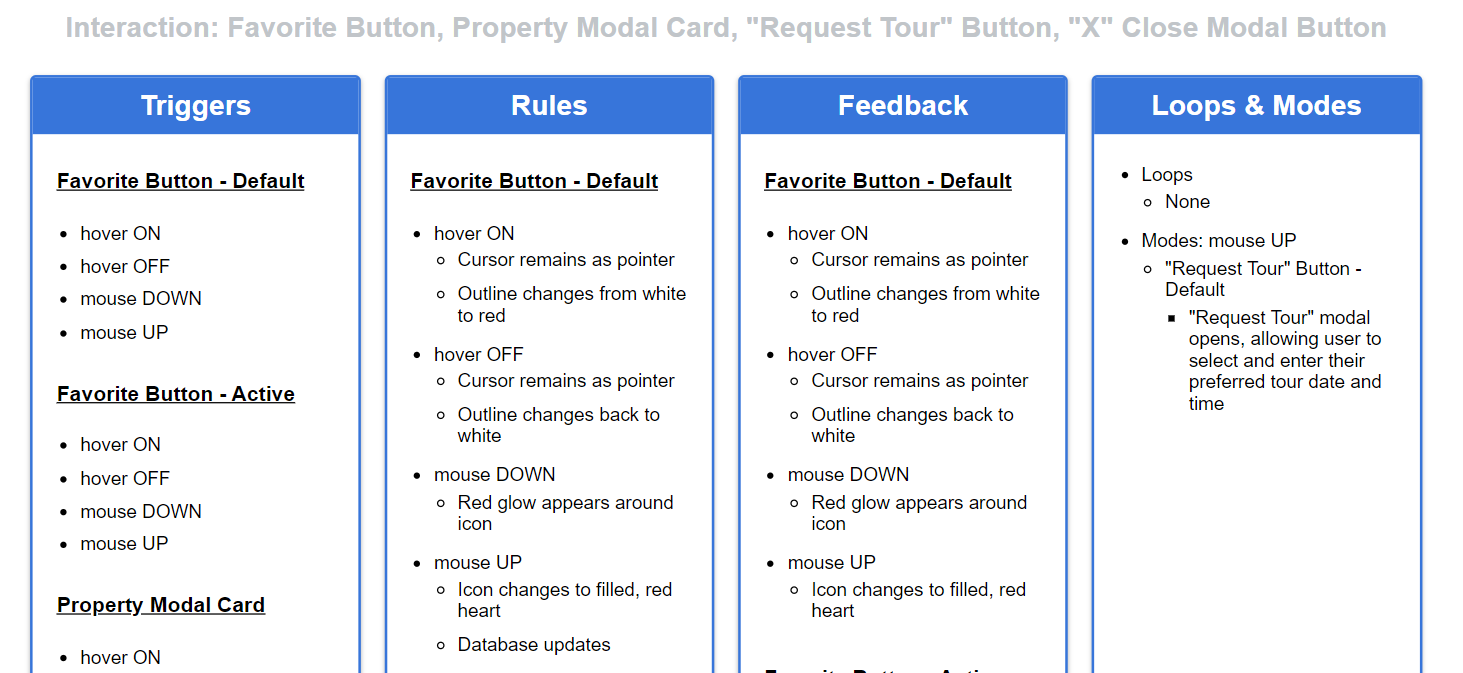 Interaction: Favorite Button, Property Modal Card, "Request Tour" Button, "X" Close Modal Button
Triggers
Favorite Button - Default
hover ON
hover OFF
mouse DOWN
mouse UP
Favorite Button - Active
hover ON
hover OFF
mouse DOWN
mouse UP
Property Modal Card
hover ON
Rules
Favorite Button - Default
hover ON
Cursor remains as pointer
Outline changes from white
to red
hover OFF
Cursor remains as pointer
Outline changes back to
white
mouse DOWN
Red glow appears around
icon
mouse UP
Icon changes to filled, red
heart
Database updates
Feedback
Favorite Button - Default
hover ON
Cursor remains as pointer
Outline changes from white
to red
hover OFF
Cursor remains as pointer
Outline changes back to
white
mouse DOWN
Red glow appears around
icon
mouse UP
Icon changes to filled, red
heart
Loops & Modes
Loops
None
Modes: mouse UP
"Request Tour" Button -
Default
"Request Tour" modal
opens, allowing user to
select and enter their
preferred tour date and
time